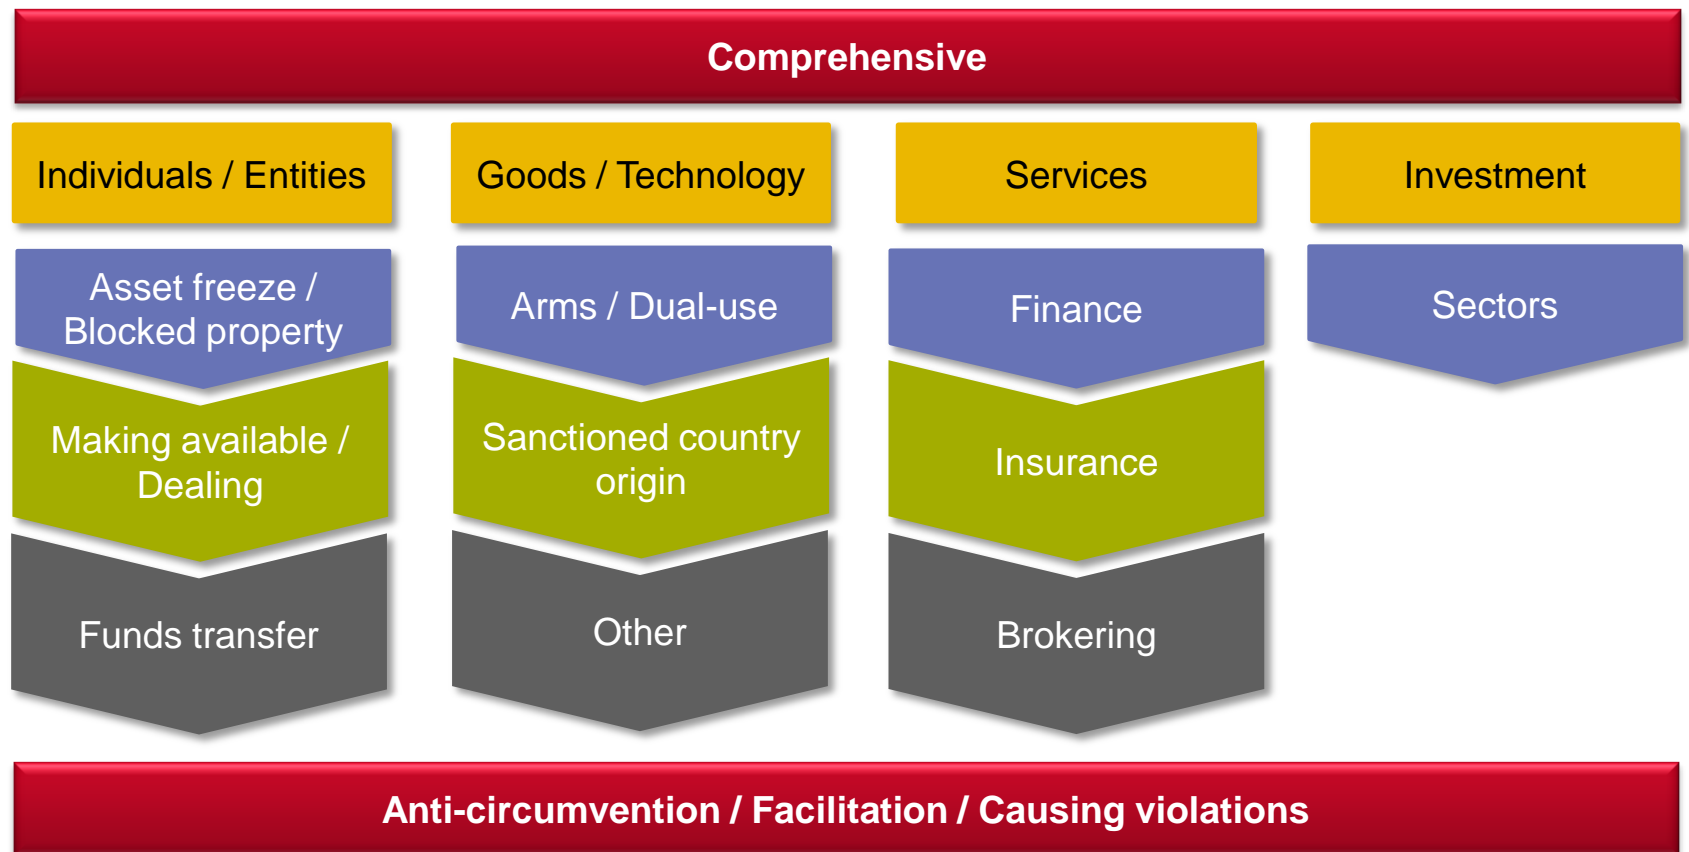 Comprehensive
Individuals / Entities
Goods / Technology
Services
Investment
Asset freeze /
Blocked property
Arms / Dual-use
Finance
Sectors
Making available /
Dealing
Sanctioned country
origin
Insurance
Funds transfer
Other
Brokering
Anti-circumvention / Facilitation / Causing violations